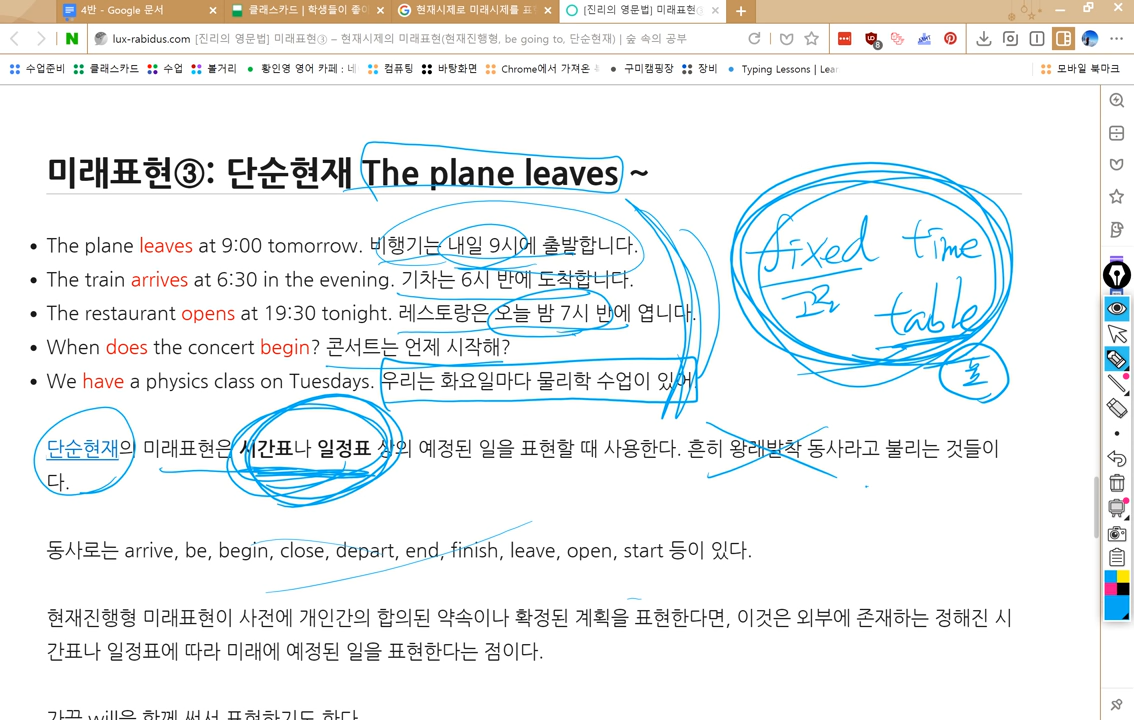 4반 - Google 문서
클래스카드 | 학생들이 좋아
현재시제로 미래시제를 표
[진리의 영문법] 미래표현
lux-rabidus.com [진리의 영문법] 미래표현③ – 현재시제의 미래표현(현재진행형, be going to, 단순현재) | 숲 속의 공부
수업준비 클래스카드 수업 볼거리 황인영 영어 카페 : 네 컴퓨팅 바탕화면 Chrome에서 가져온 구미캠핑장 장비 Typing Lessons | Lear 모바일 북마크
미래표현③: 단순현재 The plane leaves ~
The plane leaves at 9:00 tomorrow. 비행기는 내일 9시에 출발합니다.
The train arrives at 6:30 in the evening. 기차는 6시 반에 도착합니다.
The restaurant opens at 19:30 tonight. 레스토랑은 오늘 밤 7시 반에 엽니다.
When does the concert begin? 콘서트는 언제 시작해?
We have a physics class on Tuesdays. 우리는 화요일마다 물리학 수업이 있어.
fixed time
table
단순현재의 미래표현은 시간표나 일정표 상의 예정된 일을 표현할 때 사용한다. 흔히 왕래발착 동사라고 불리는 것들이
다.
동사로는 arrive, be, begin, close, depart, end, finish, leave, open, start 등이 있다.
현재진행형 미래표현이 사전에 개인간의 합의된 약속이나 확정된 계획을 표현한다면, 이것은 외부에 존재하는 정해진 시
간표나 일정표에 따라 미래에 예정된 일을 표현한다는 점이다.
가끔 will을 함께 써서 표현하기도 한다